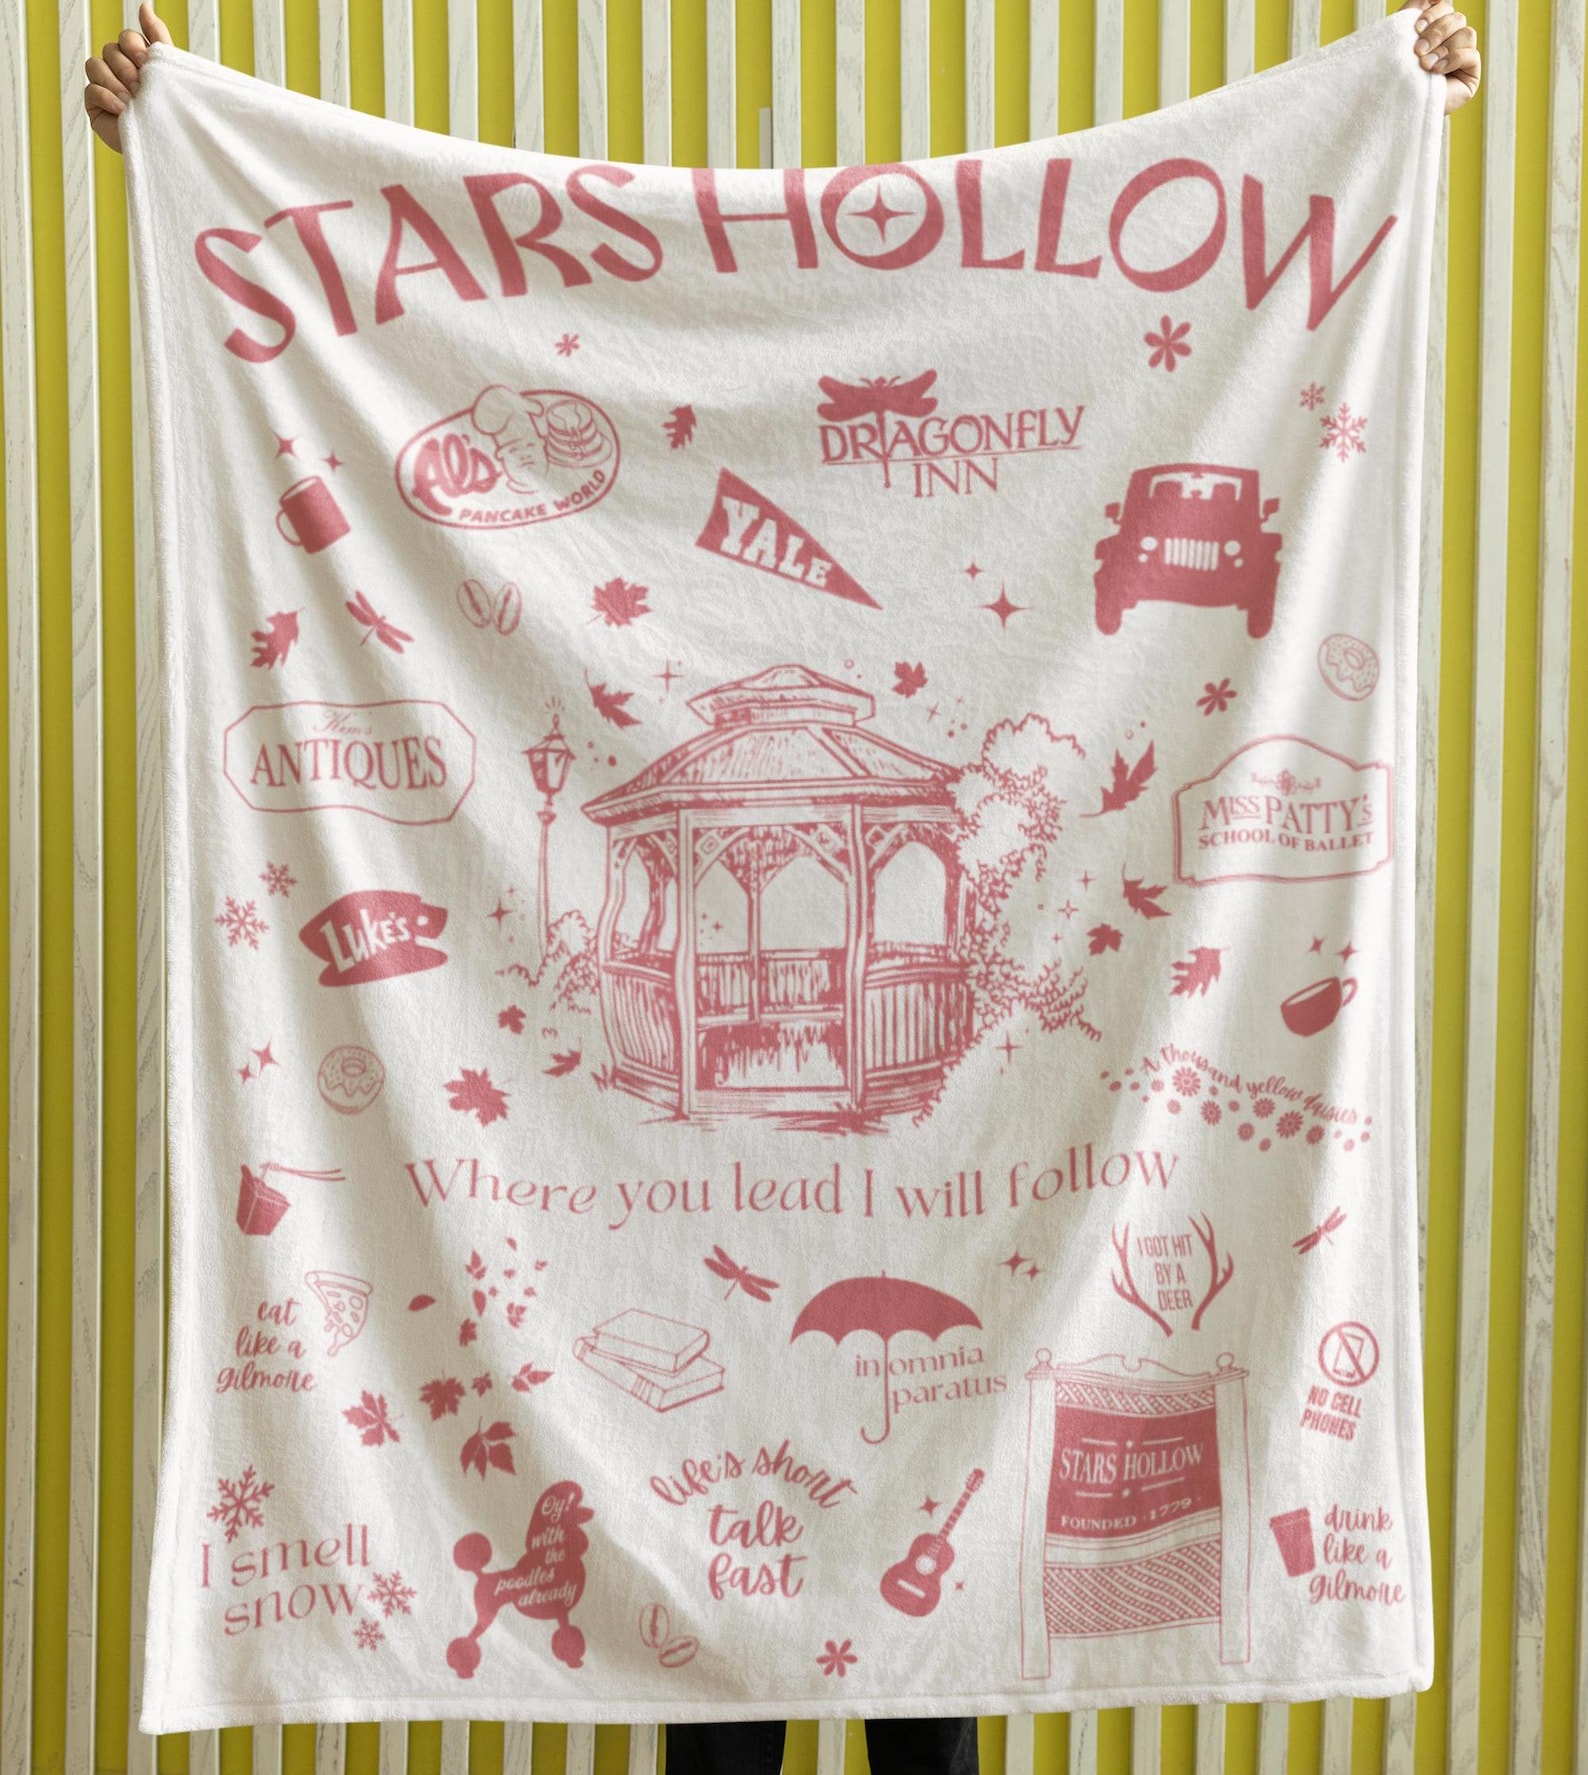 STARS HOLLOW
Al's
PANCAKE WORLD
DRAGONFLY
INN
YALE
Kim's
ANTIQUES
MISS PATTY'S
SCHOOL OF BALLET
LUKE'S
A thousand yellow daisies
Where you lead I will follow
I GOT HIT
BY A
DEER
eat
like a
gilmore
in omnia
paratus
NO CELL
PHONES
STARS HOLLOW
FOUNDED · 1779 ·
life's short
talk
fast
Oy!
with
the
poodles
already
I smell
snow
drink
like a
gilmore